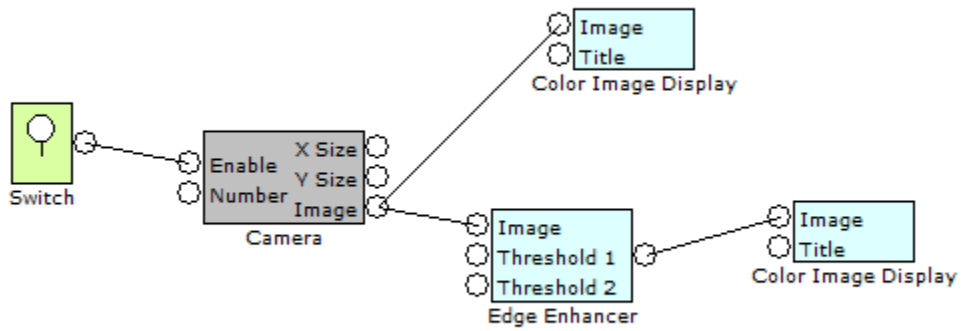 Image
Title
Color Image Display
Switch
Enable
Number
X Size
Y Size
Image
Camera
Image
Threshold 1
Threshold 2
Edge Enhancer
Image
Title
Color Image Display